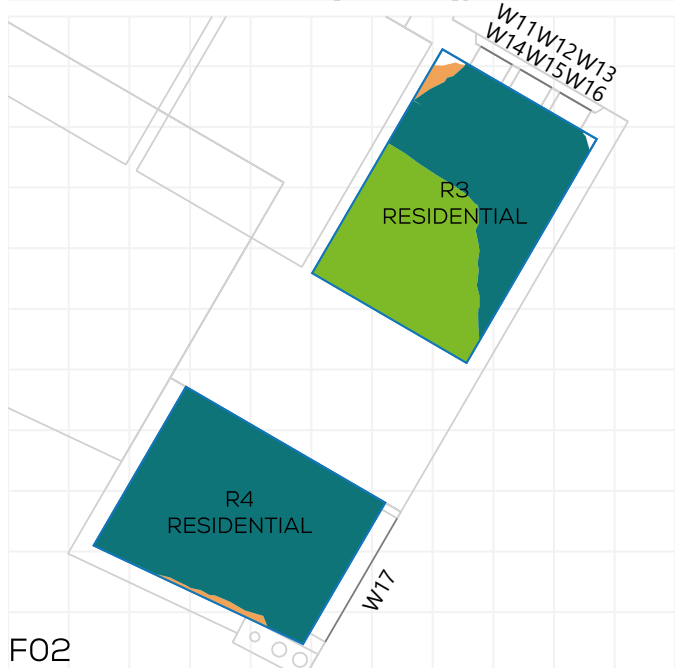 W11W12W13
W14W15W16
R3
RESIDENTIAL
R4
RESIDENTIAL
W17
F02